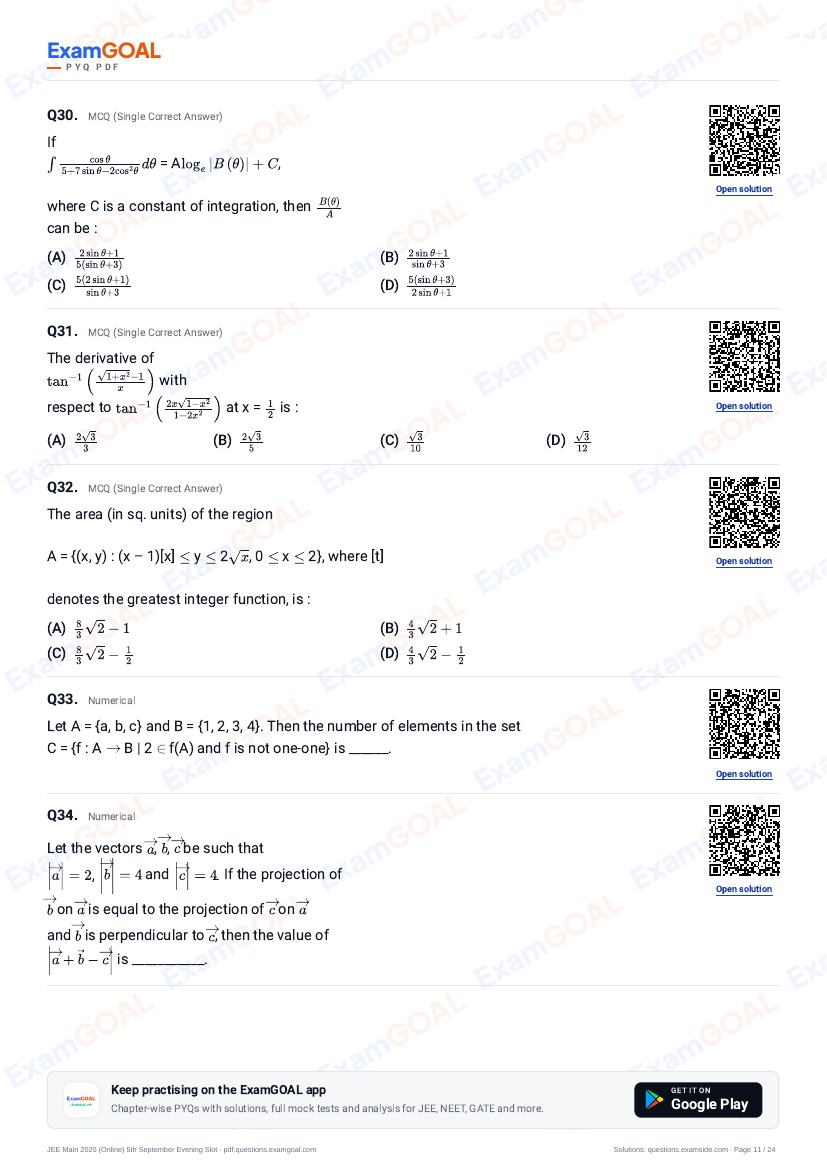 ExamGOAL
PYQ PDF
Q30. MCQ (Single Correct Answer)
If
∫ cos θ / (5+7 sin θ−2cos²θ) dθ = A logₑ |B (θ)| + C,
where C is a constant of integration, then B(θ)/A
can be :
(A) (2 sin θ+1)/(5(sin θ+3)) (B) (2 sin θ+1)/(sin θ+3)
(C) (5(2 sin θ+1))/(sin θ+3) (D) (5(sin θ+3))/(2 sin θ+1)
Open solution
Q31. MCQ (Single Correct Answer)
The derivative of
tan⁻¹ ((√(1+x²)−1)/x) with
respect to tan⁻¹ ((2x√(1−x²))/(1−2x²)) at x = 1/2 is :
(A) 2√3/3 (B) 2√3/5 (C) √3/10 (D) √3/12
Open solution
Q32. MCQ (Single Correct Answer)
The area (in sq. units) of the region
A = {(x, y) : (x − 1)[x] ≤ y ≤ 2√x, 0 ≤ x ≤ 2}, where [t]
denotes the greatest integer function, is :
(A) 8/3 √2 − 1 (B) 4/3 √2 + 1
(C) 8/3 √2 − 1/2 (D) 4/3 √2 − 1/2
Open solution
Q33. Numerical
Let A = {a, b, c} and B = {1, 2, 3, 4}. Then the number of elements in the set
C = {f : A → B | 2 ∈ f(A) and f is not one-one} is ______.
Open solution
Q34. Numerical
Let the vectors a⃗, b⃗, c⃗ be such that
|a⃗| = 2, |b⃗| = 4 and |c⃗| = 4. If the projection of
b⃗ on a⃗ is equal to the projection of c⃗ on a⃗
and b⃗ is perpendicular to c⃗, then the value of
|a⃗ + b⃗ − c⃗| is ___________.
Open solution
Keep practising on the ExamGOAL app
Chapter-wise PYQs with solutions, full mock tests and analysis for JEE, NEET, GATE and more.
GET IT ON
Google Play
JEE Main 2020 (Online) 5th September Evening Slot · pdf.questions.examgoal.com
Solutions: questions.examside.com · Page 11 / 24